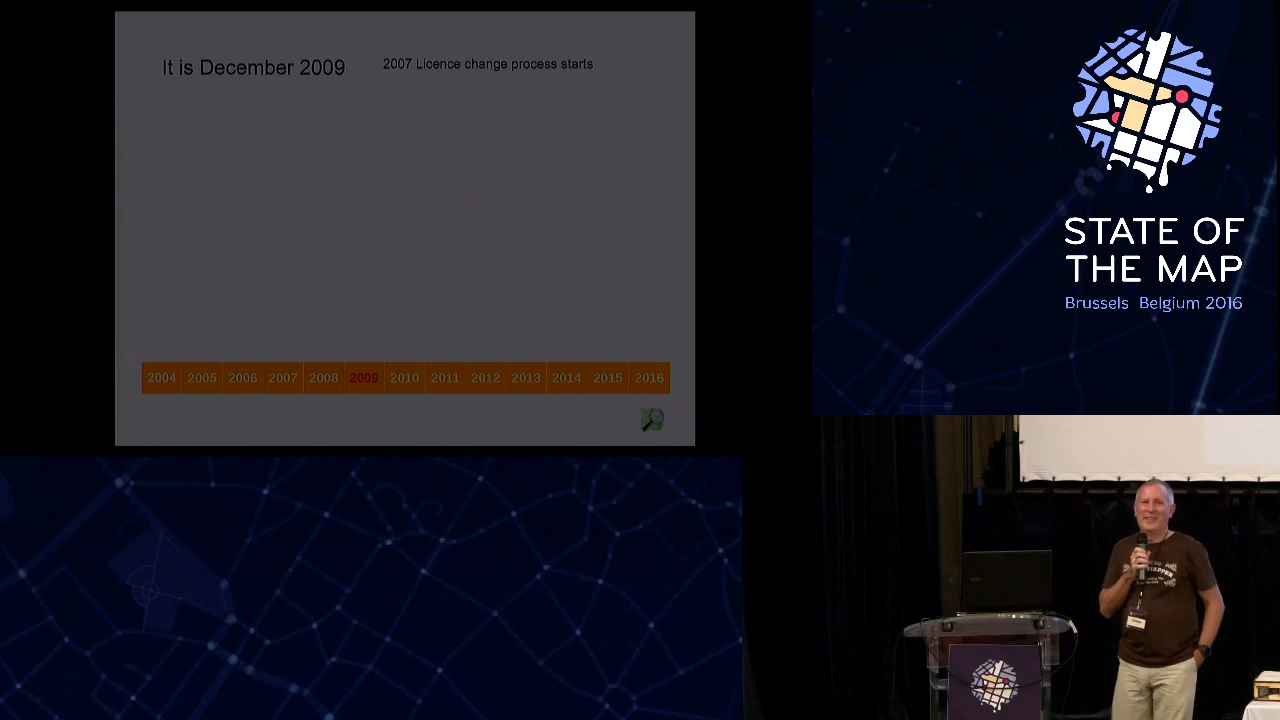 It is December 2009
2007 Licence change process starts
2004 2005 2006 2007 2008 2009 2010 2011 2012 2013 2014 2015 2016
STATE OF
THE MAP
Brussels Belgium 2016